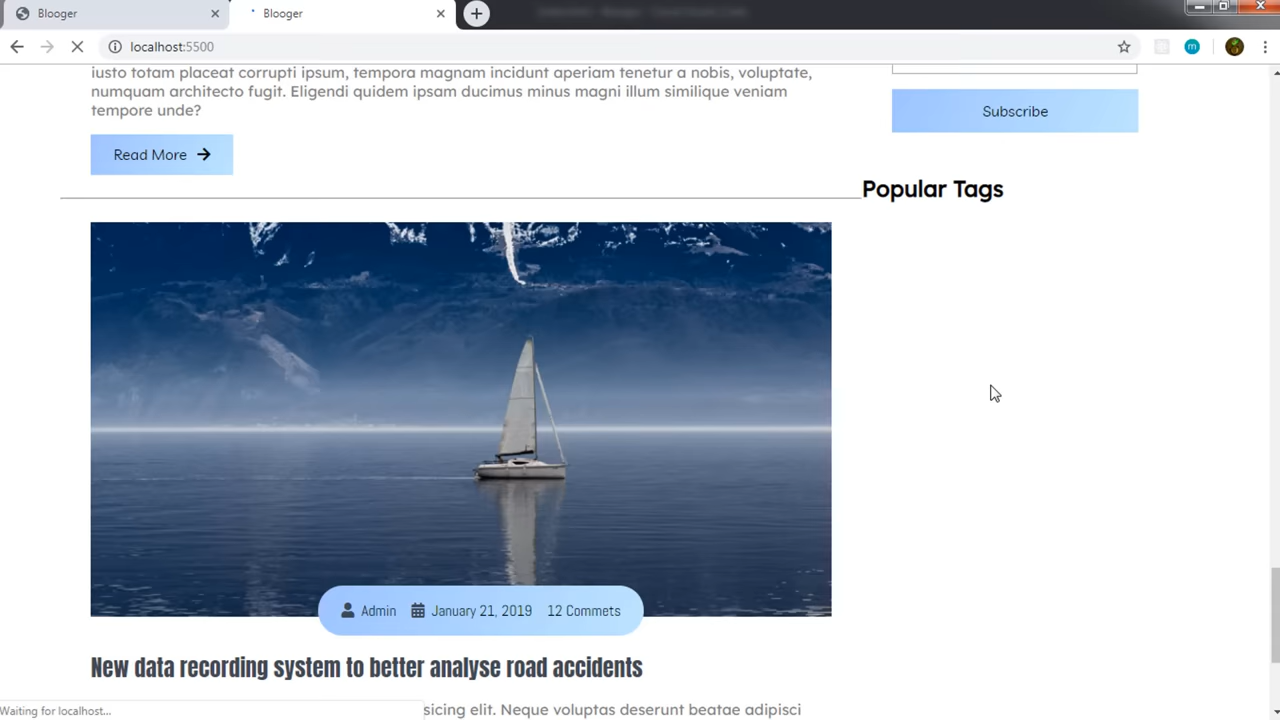 Blooger
Blooger
localhost:5500
iusto totam placeat corrupti ipsum, tempora magnam incidunt aperiam tenetur a nobis, voluptate,
numquam architecto fugit. Eligendi quidem ipsam ducimus minus magni illum similique veniam
tempore unde?
Read More
Subscribe
Popular Tags
Admin January 21, 2019 12 Commets
New data recording system to better analyse road accidents
sicing elit. Neque voluptas deserunt beatae adipisci
Waiting for localhost...